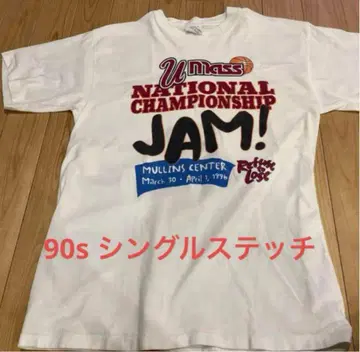 UMass
NATIONAL
CHAMPIONSHIP
JAM!
MULLINS CENTER
March 30 • April 1, 1996
90s シングルステッチ